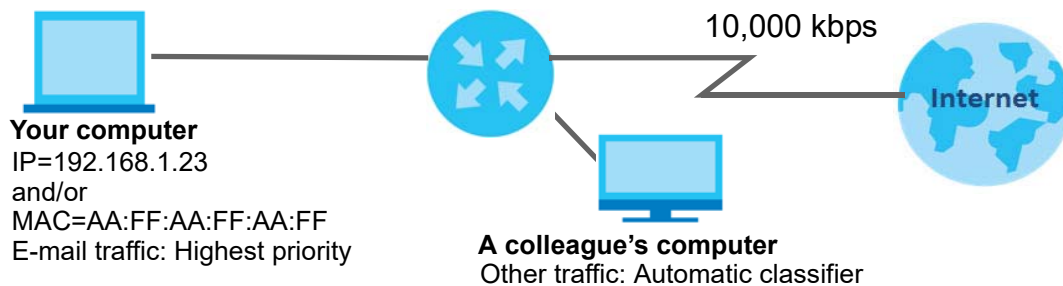 10,000 kbps
Internet
Your computer
IP=192.168.1.23
and/or
MAC=AA:FF:AA:FF:AA:FF
E-mail traffic: Highest priority
A colleague’s computer
Other traffic: Automatic classifier